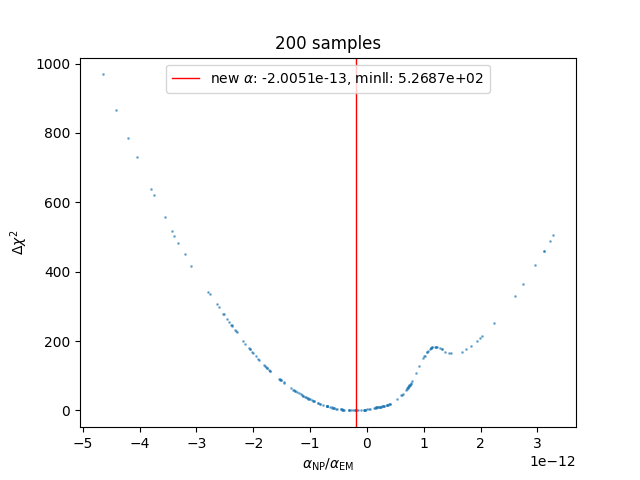 200 samples
new α: -2.0051e-13, minll: 5.2687e+02
1000
800
600
400
200
0
Δχ²
−5 −4 −3 −2 −1 0 1 2 3
1e−12
α_NP/α_EM